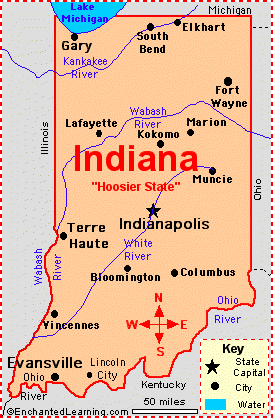 Lake
Michigan
Michigan
Elkhart
South
Bend
Gary
Kankakee
River
Fort
Wayne
Wabash
River
Lafayette
Marion
Kokomo
Illinois
Indiana
"Hoosier State"
Muncie
Ohio
Indianapolis
Terre
Haute
White
River
Wabash
River
Bloomington
Columbus
N
W
E
S
Ohio
River
Vincennes
Evansville
Ohio
River
Lincoln
City
Kentucky
50 miles
Key
State
Capital
City
Water
©EnchantedLearning.com